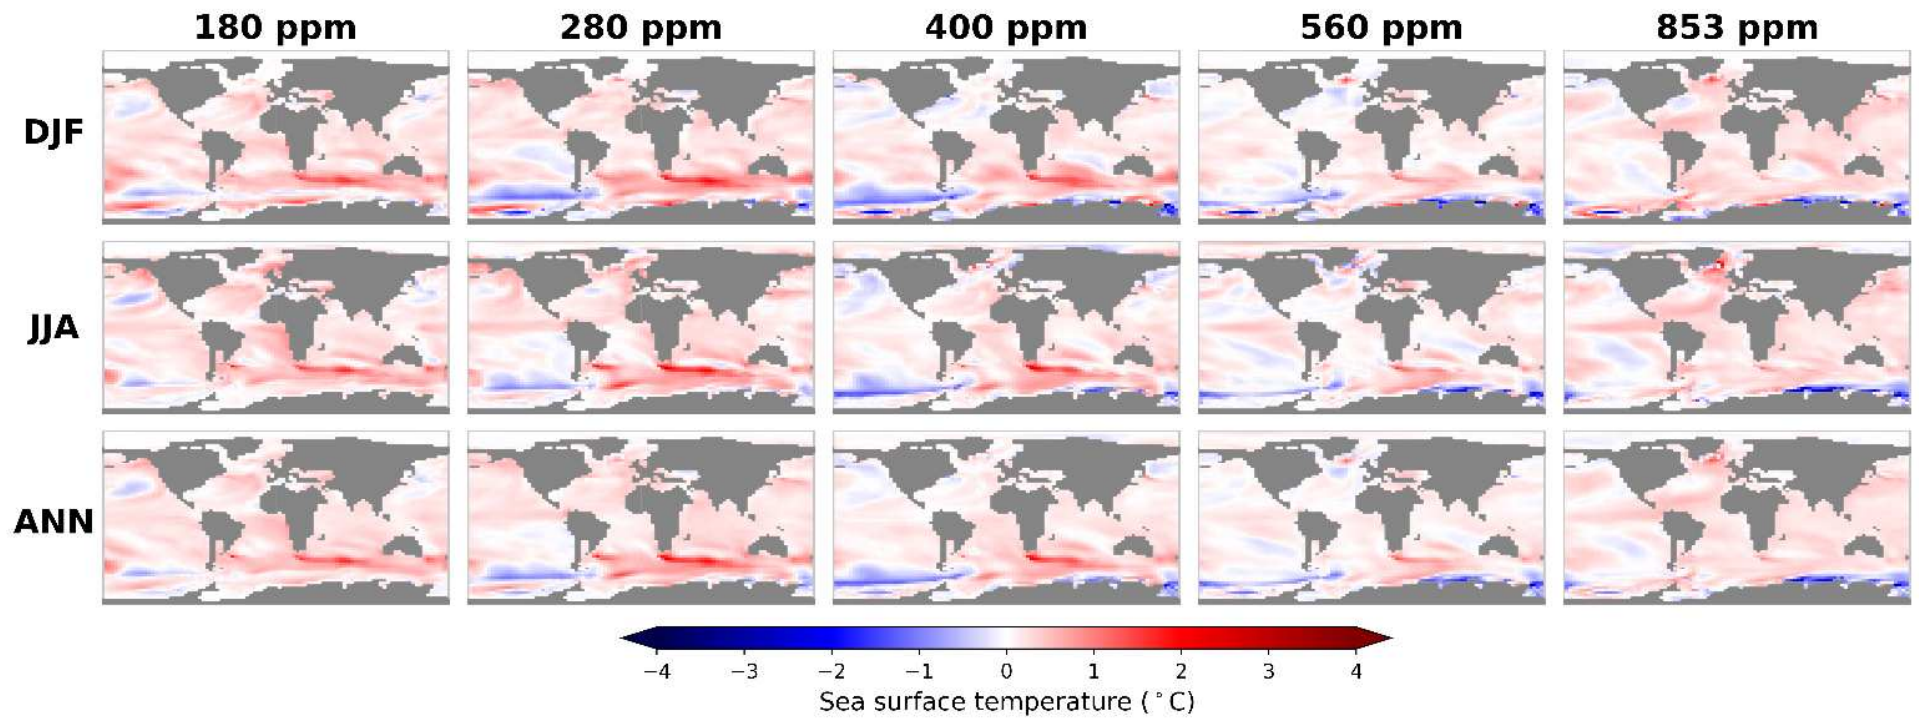 180 ppm 280 ppm 400 ppm 560 ppm 853 ppm
DJF
JJA
ANN
−4 −3 −2 −1 0 1 2 3 4
Sea surface temperature (°C)